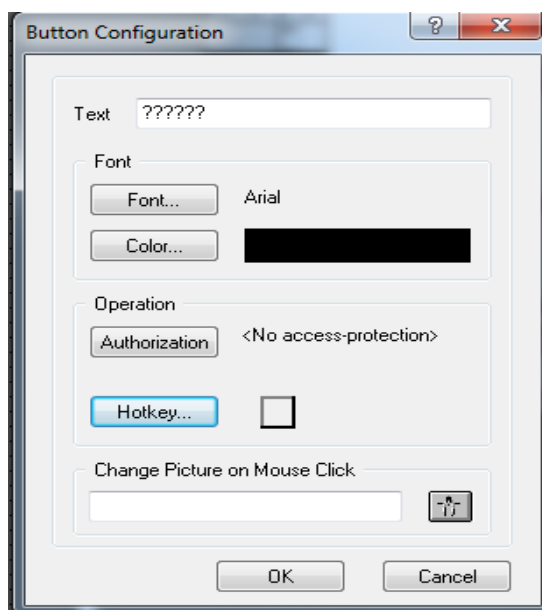 Button Configuration
Text ??????
Font
Font... Arial
Color...
Operation
Authorization <No access-protection>
Hotkey...
Change Picture on Mouse Click
OK Cancel